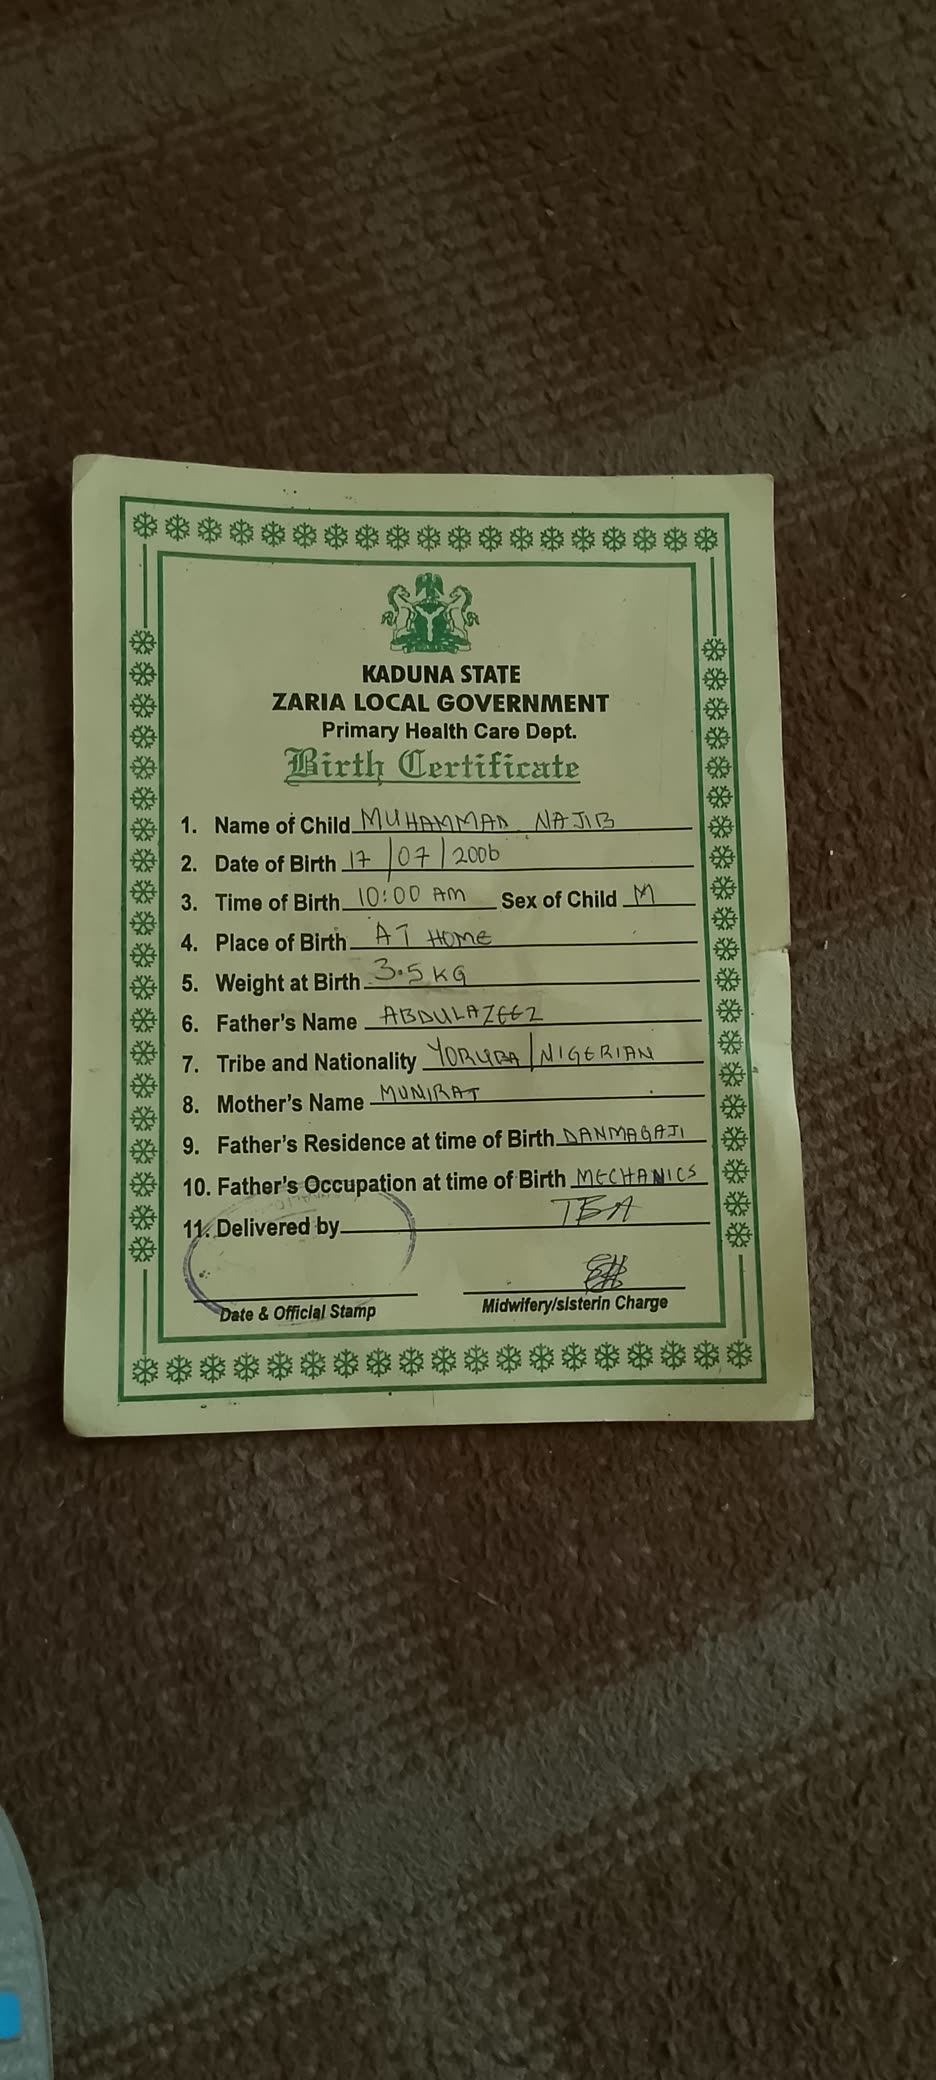 KADUNA STATE
ZARIA LOCAL GOVERNMENT
Primary Health Care Dept.
Birth Certificate
1. Name of Child MUHAMMAD NAJIB
2. Date of Birth 17/07/2006
3. Time of Birth 10:00 AM Sex of Child M
4. Place of Birth AT HOME
5. Weight at Birth 3.5KG
6. Father's Name ABDULAZEEZ
7. Tribe and Nationality YORUBA/NIGERIAN
8. Mother's Name MUNIRAT
9. Father's Residence at time of Birth DANMAGAJI
10. Father's Occupation at time of Birth MECHANICS
11. Delivered by TBA
Date & Official Stamp
Midwifery/sisterin Charge